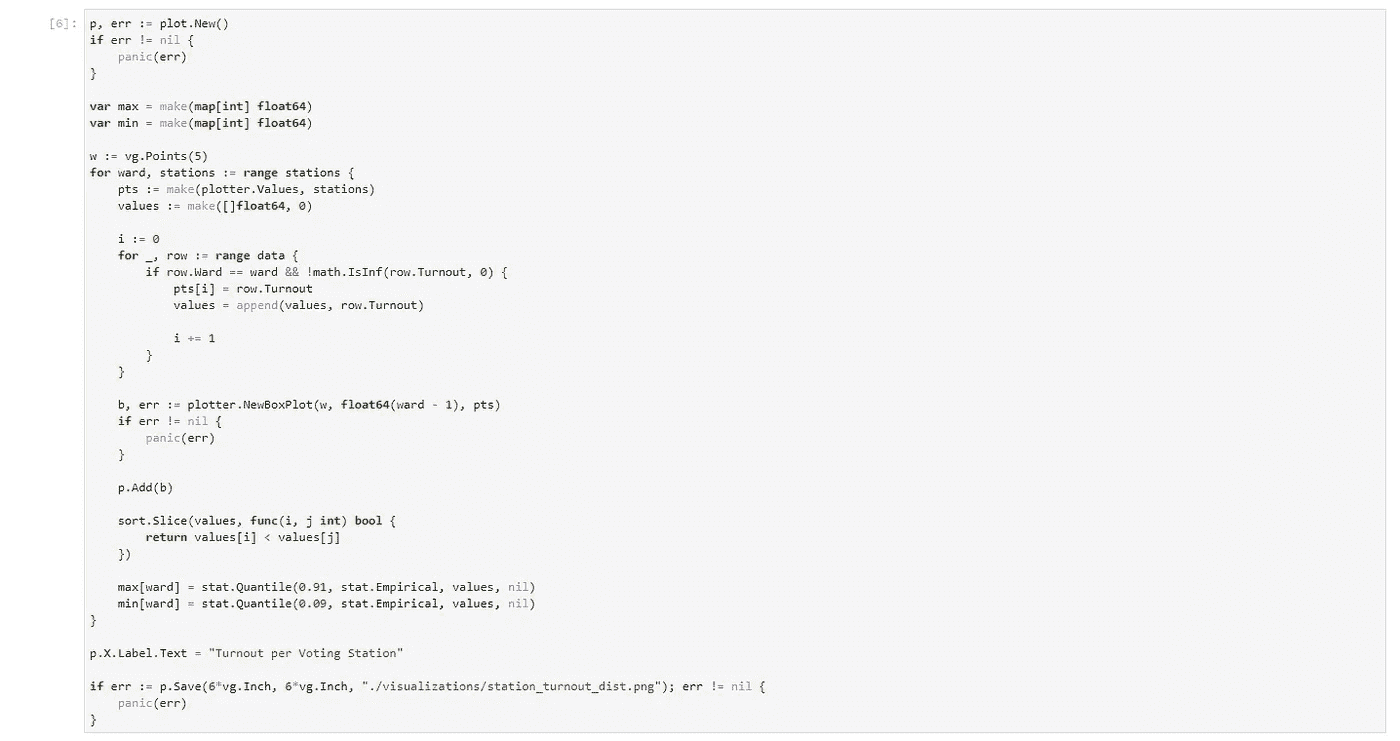 [6]:
p, err := plot.New()
if err != nil {
    panic(err)
}

var max = make(map[int] float64)
var min = make(map[int] float64)

w := vg.Points(5)
for ward, stations := range stations {
    pts := make(plotter.Values, stations)
    values := make([]float64, 0)

    i := 0
    for _, row := range data {
        if row.Ward == ward && !math.IsInf(row.Turnout, 0) {
            pts[i] = row.Turnout
            values = append(values, row.Turnout)

            i += 1
        }
    }

    b, err := plotter.NewBoxPlot(w, float64(ward - 1), pts)
    if err != nil {
        panic(err)
    }

    p.Add(b)

    sort.Slice(values, func(i, j int) bool {
        return values[i] < values[j]
    })

    max[ward] = stat.Quantile(0.91, stat.Empirical, values, nil)
    min[ward] = stat.Quantile(0.09, stat.Empirical, values, nil)
}

p.X.Label.Text = "Turnout per Voting Station"

if err := p.Save(6*vg.Inch, 6*vg.Inch, "./visualizations/station_turnout_dist.png"); err != nil {
    panic(err)
}